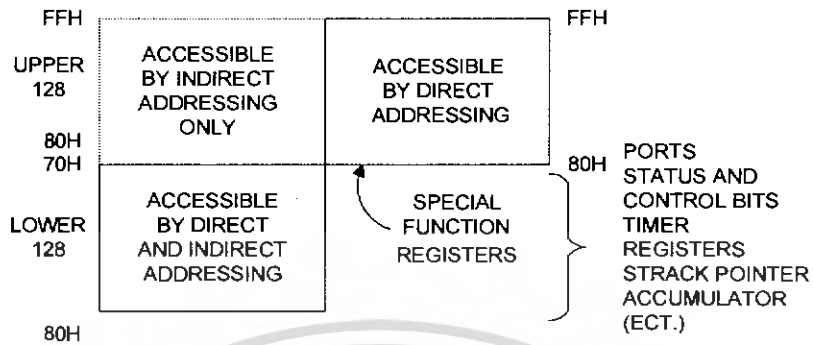 FFH
UPPER
128
80H
70H
LOWER
128
80H
ACCESSIBLE
BY INDIRECT
ADDRESSING
ONLY
ACCESSIBLE
BY DIRECT
ADDRESSING
FFH
80H
ACCESSIBLE
BY DIRECT
AND INDIRECT
ADDRESSING
SPECIAL
FUNCTION
REGISTERS
PORTS
STATUS AND
CONTROL BITS
TIMER
REGISTERS
STRACK POINTER
ACCUMULATOR
(ECT.)